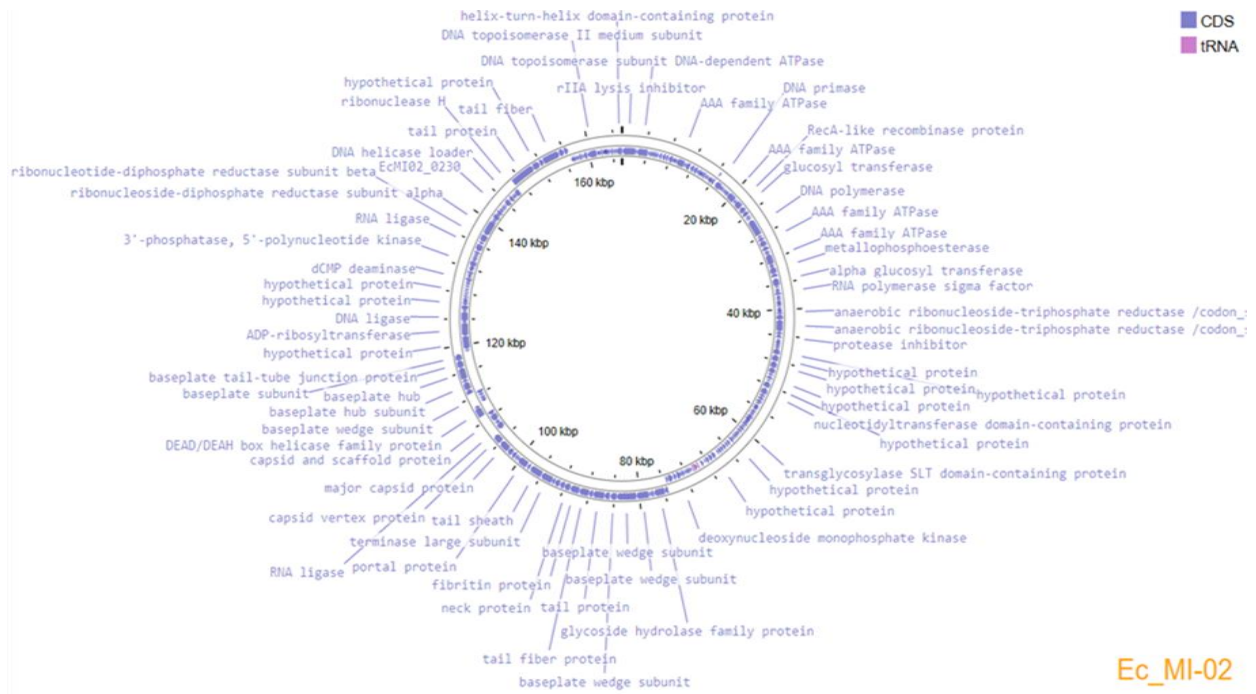 helix-turn-helix domain-containing protein
DNA topoisomerase II medium subunit
DNA topoisomerase subunit DNA-dependent ATPase
rIIA lysis inhibitor
DNA primase
AAA family ATPase
RecA-like recombinase protein
AAA family ATPase
glucosyl transferase
DNA polymerase
AAA family ATPase
AAA family ATPase
metallophosphoesterase
alpha glucosyl transferase
RNA polymerase sigma factor
anaerobic ribonucleoside-triphosphate reductase /codon_s
anaerobic ribonucleoside-triphosphate reductase /codon_s
protease inhibitor
hypothetical protein
hypothetical protein
hypothetical protein
hypothetical protein
nucleotidyltransferase domain-containing protein
hypothetical protein
transglycosylase SLT domain-containing protein
hypothetical protein
hypothetical protein
deoxynucleoside monophosphate kinase
baseplate wedge subunit
baseplate wedge subunit
glycoside hydrolase family protein
baseplate wedge subunit
tail fiber protein
tail protein
neck protein
fibritin protein
portal protein
RNA ligase
terminase large subunit
tail sheath
capsid vertex protein
major capsid protein
capsid and scaffold protein
DEAD/DEAH box helicase family protein
baseplate wedge subunit
baseplate hub subunit
baseplate hub
baseplate subunit
baseplate tail-tube junction protein
hypothetical protein
ADP-ribosyltransferase
DNA ligase
hypothetical protein
hypothetical protein
dCMP deaminase
3'-phosphatase, 5'-polynucleotide kinase
RNA ligase
ribonucleoside-diphosphate reductase subunit alpha
ribonucleotide-diphosphate reductase subunit beta
EcMI02_0230
DNA helicase loader
tail protein
tail fiber
ribonuclease H
hypothetical protein
20 kbp
40 kbp
60 kbp
80 kbp
100 kbp
120 kbp
140 kbp
160 kbp
CDS
tRNA
Ec_MI-02